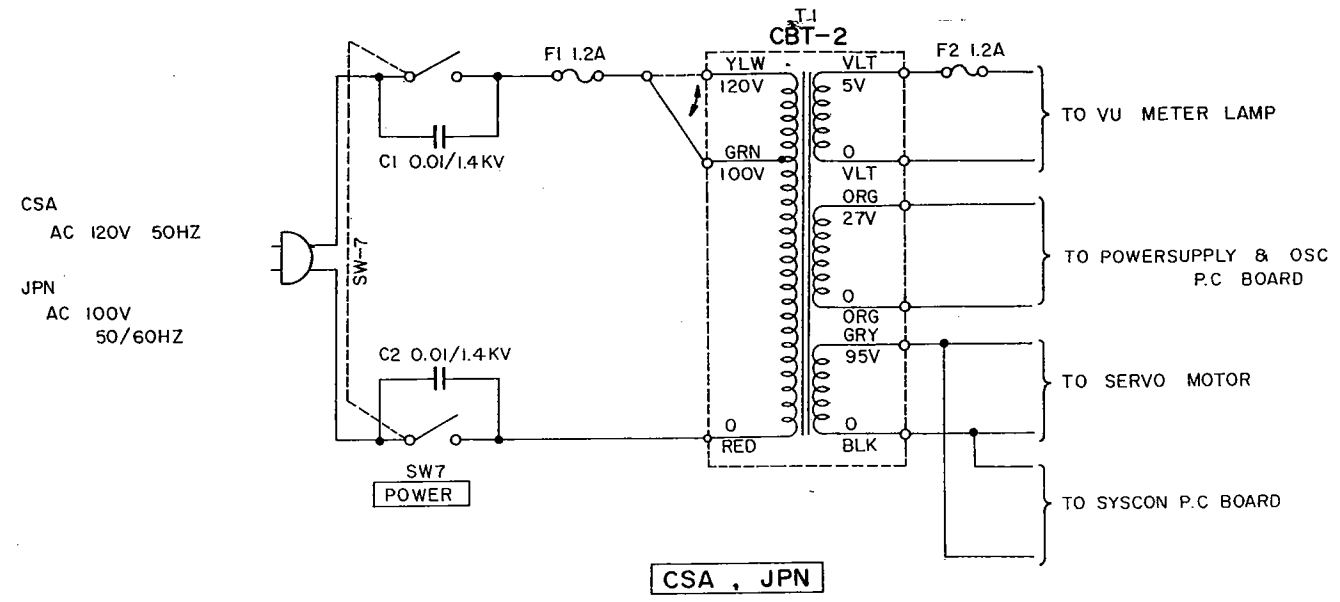 T1
CBT-2
F1 1.2A
YLW
120V
VLT
5V
F2 1.2A
TO VU METER LAMP
C1 0.01/1.4KV
GRN
100V
0
VLT
ORG
27V
CSA
AC 120V 50HZ
SW-7
TO POWERSUPPLY & OSC
P.C BOARD
JPN
AC 100V
50/60HZ
0
ORG
GRY
95V
C2 0.01/1.4KV
TO SERVO MOTOR
0
RED
0
BLK
SW7
POWER
TO SYSCON P.C BOARD
CSA , JPN